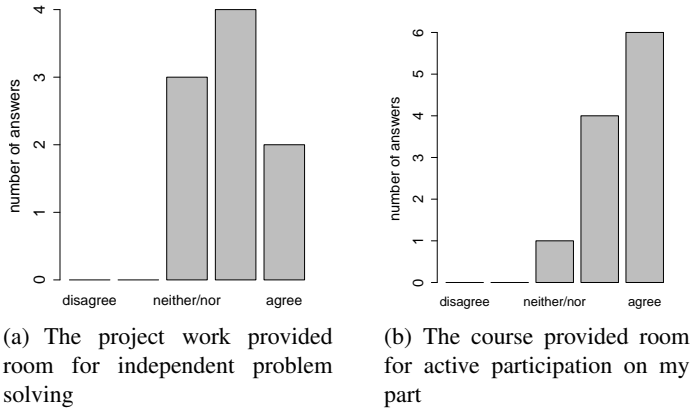 number of answers
4
3
2
1
0
disagree neither/nor agree
(a) The project work provided
room for independent problem
solving
number of answers
6
5
4
3
2
1
0
disagree neither/nor agree
(b) The course provided room
for active participation on my
part